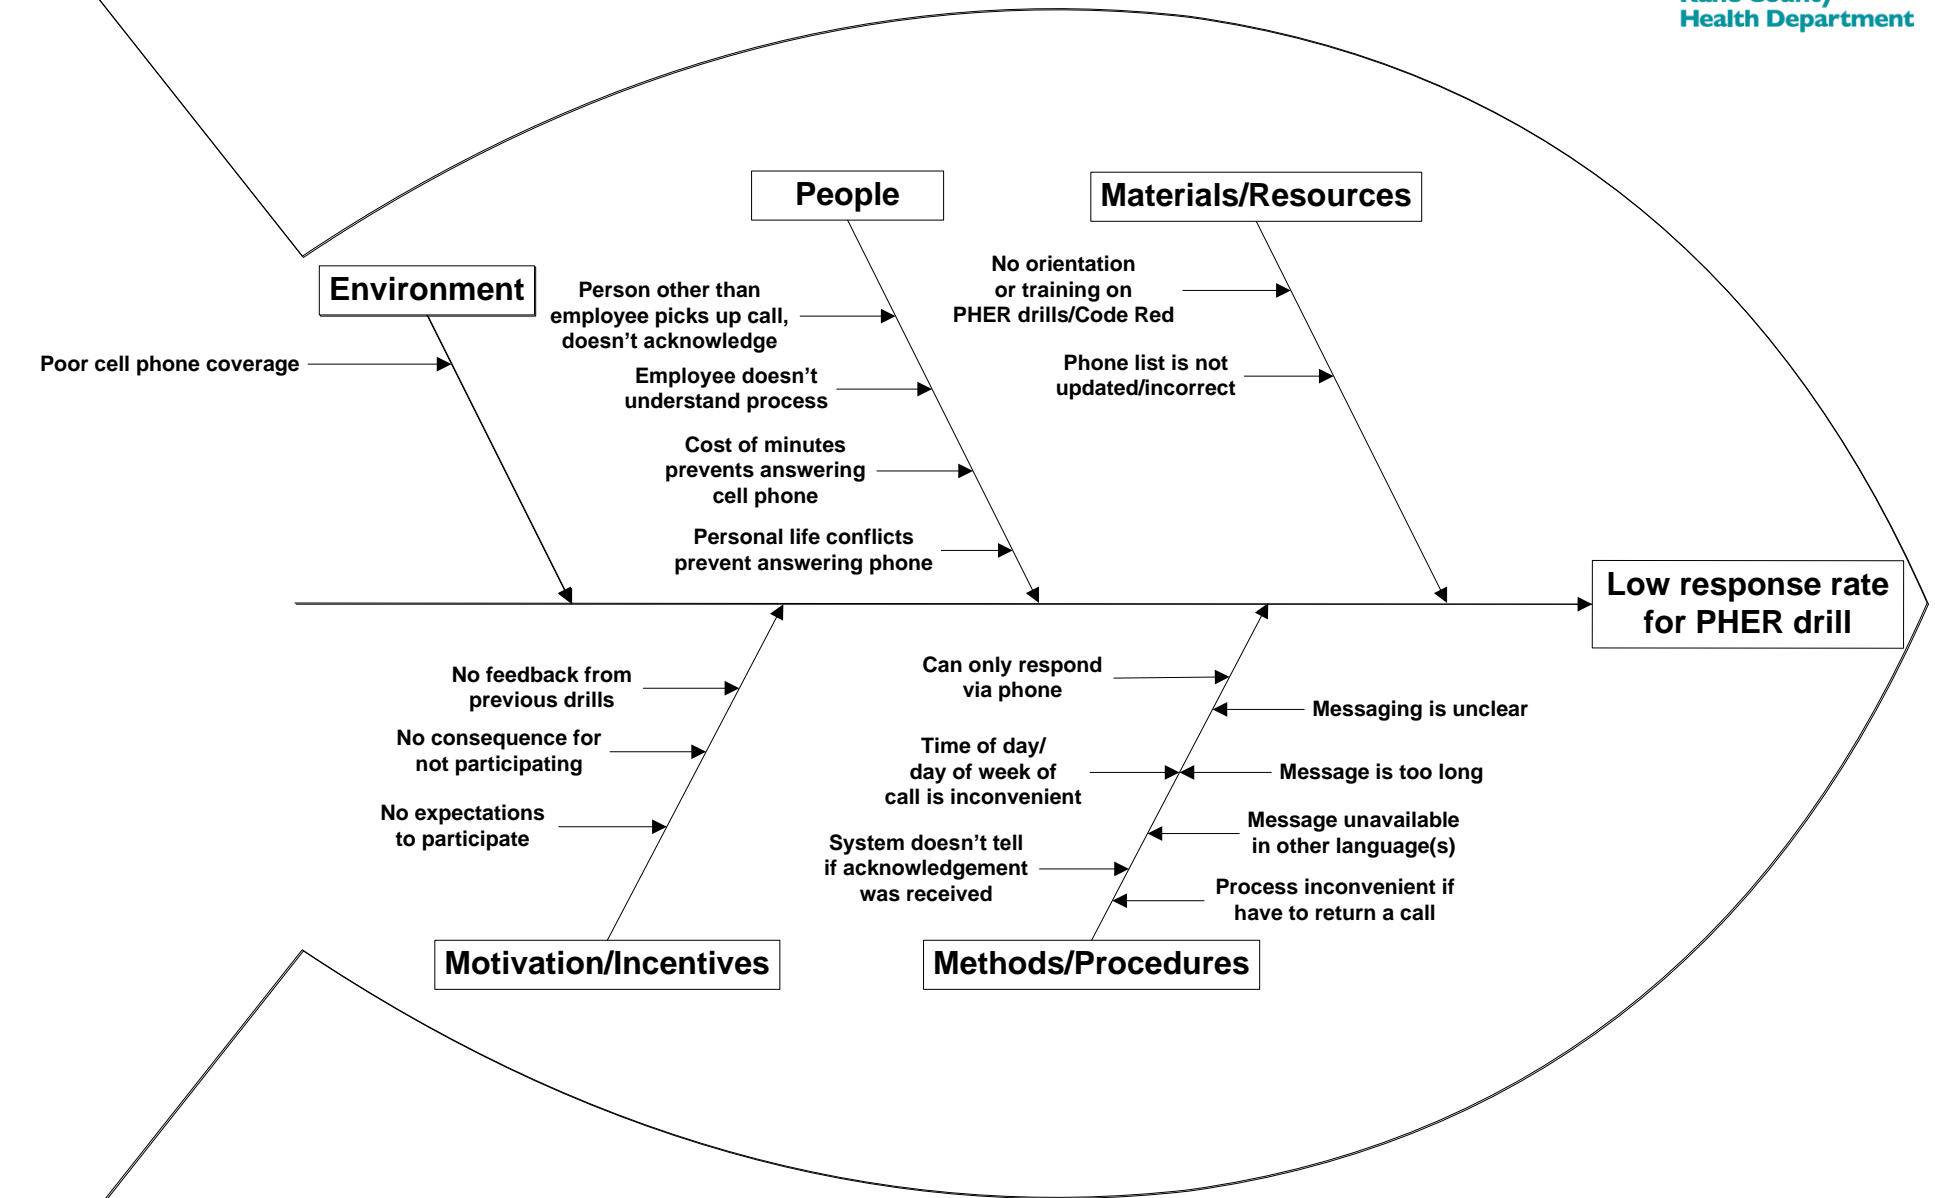 Health Department
People
Materials/Resources
Environment
Poor cell phone coverage
Person other than
employee picks up call,
doesn’t acknowledge
Employee doesn’t
understand process
Cost of minutes
prevents answering
cell phone
Personal life conflicts
prevent answering phone
No orientation
or training on
PHER drills/Code Red
Phone list is not
updated/incorrect
Low response rate
for PHER drill
No feedback from
previous drills
No consequence for
not participating
No expectations
to participate
Can only respond
via phone
Time of day/
day of week of
call is inconvenient
System doesn’t tell
if acknowledgement
was received
Messaging is unclear
Message is too long
Message unavailable
in other language(s)
Process inconvenient if
have to return a call
Motivation/Incentives
Methods/Procedures